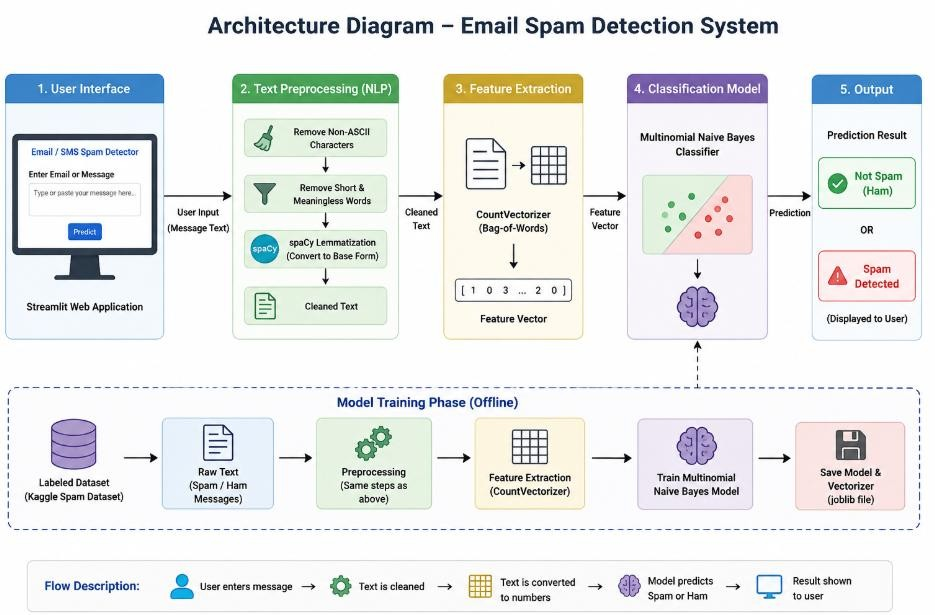 Architecture Diagram – Email Spam Detection System
1. User Interface
Email / SMS Spam Detector
Enter Email or Message
Type or paste your message here...
Predict
Streamlit Web Application
User Input
(Message Text)
2. Text Preprocessing (NLP)
Remove Non-ASCII
Characters
Remove Short &
Meaningless Words
spaCy
spaCy Lemmatization
(Convert to Base Form)
Cleaned Text
Cleaned
Text
3. Feature Extraction
CountVectorizer
(Bag-of-Words)
[ 1 0 3 ... 2 0 ]
Feature Vector
Feature
Vector
4. Classification Model
Multinomial Naive Bayes
Classifier
Prediction
5. Output
Prediction Result
Not Spam
(Ham)
OR
Spam
Detected
(Displayed to User)
Model Training Phase (Offline)
Labeled Dataset
(Kaggle Spam Dataset)
Raw Text
(Spam / Ham
Messages)
Preprocessing
(Same steps as
above)
Feature Extraction
(CountVectorizer)
Train Multinomial
Naive Bayes Model
Save Model &
Vectorizer
(joblib file)
Flow Description:
User enters message
Text is cleaned
Text is converted
to numbers
Model predicts
Spam or Ham
Result shown
to user